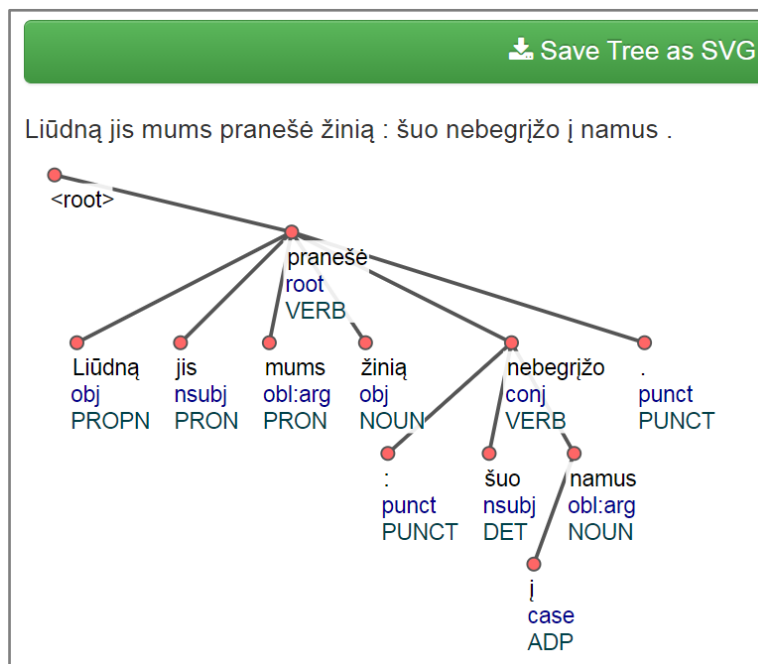 Save Tree as SVG
Liūdną jis mums pranešė žinią : šuo nebegrįžo į namus .
<root>
pranešė
root
VERB
Liūdną jis mums žinią nebegrįžo .
obj nsubj obl:arg obj conj punct
PROPN PRON PRON NOUN VERB PUNCT
: šuo namus
punct nsubj obl:arg
PUNCT DET NOUN
į
case
ADP